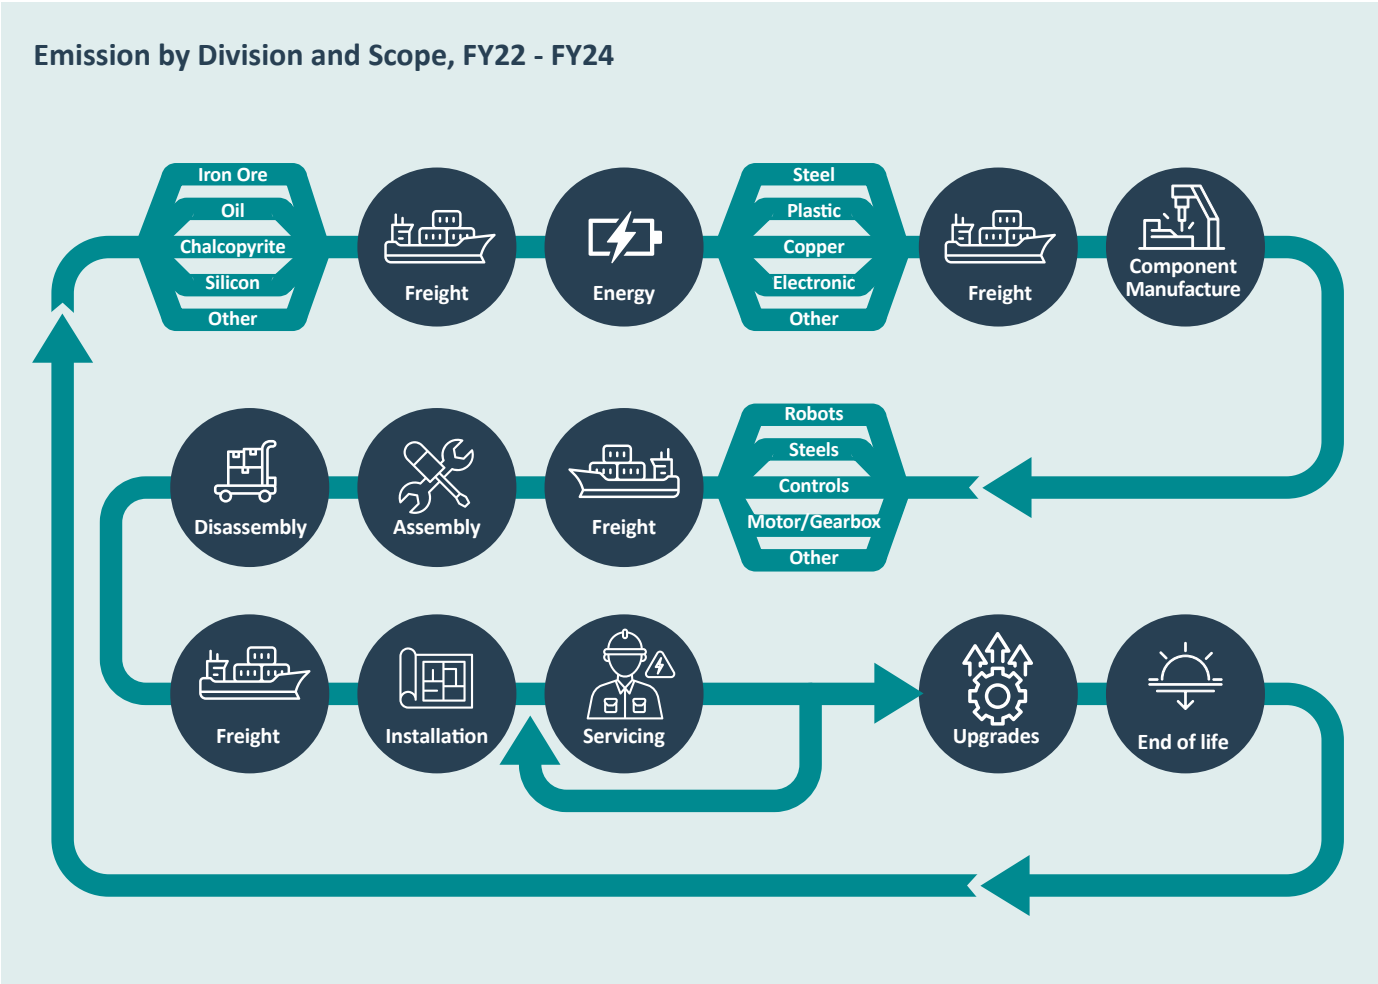 Emission by Division and Scope, FY22 - FY24
Iron Ore
Oil
Chalcopyrite
Silicon
Other
Freight
Energy
Steel
Plastic
Copper
Electronic
Other
Freight
Component
Manufacture
Robots
Steels
Controls
Motor/Gearbox
Other
Freight
Assembly
Disassembly
Freight
Installation
Servicing
Upgrades
End of life